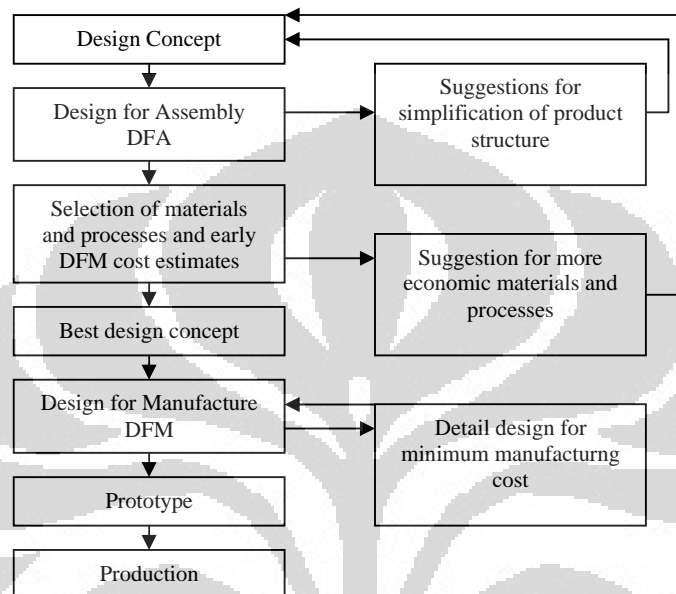 Design Concept
Design for Assembly
DFA
Suggestions for
simplification of product
structure
Selection of materials
and processes and early
DFM cost estimates
Suggestion for more
economic materials and
processes
Best design concept
Design for Manufacture
DFM
Detail design for
minimum manufacturng
cost
Prototype
Production